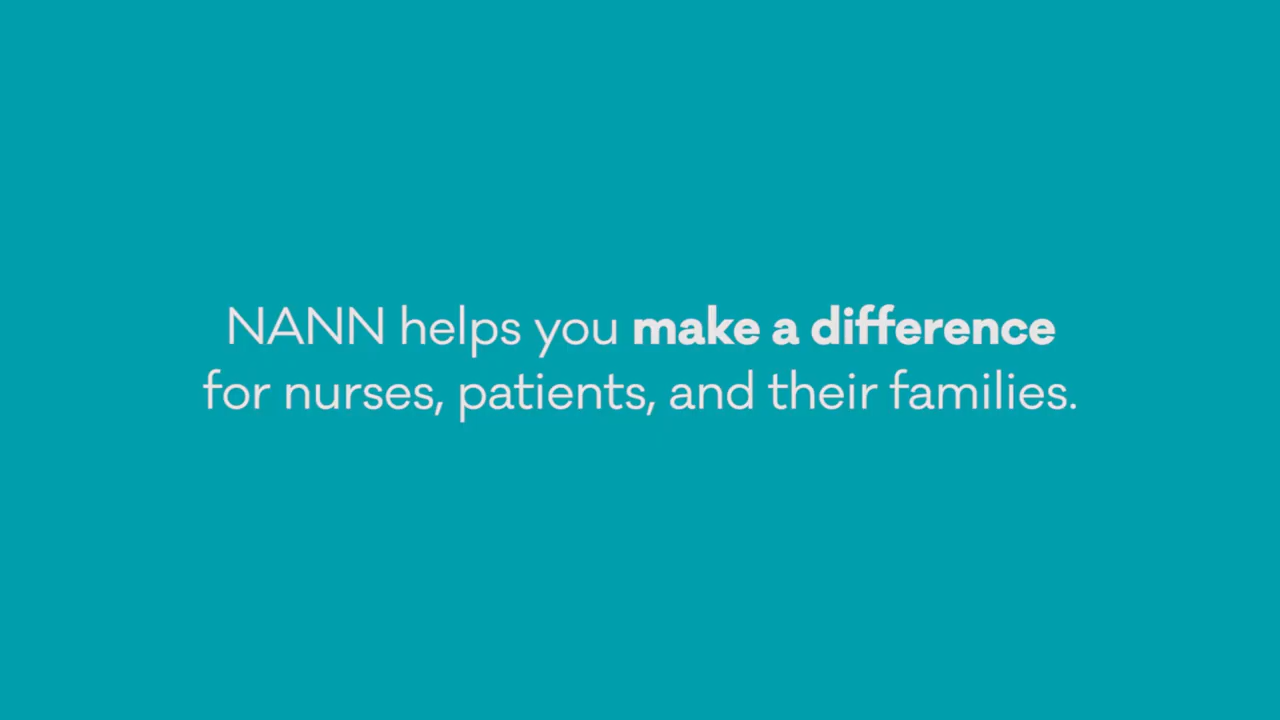 NANN helps you make a difference
for nurses, patients, and their families.